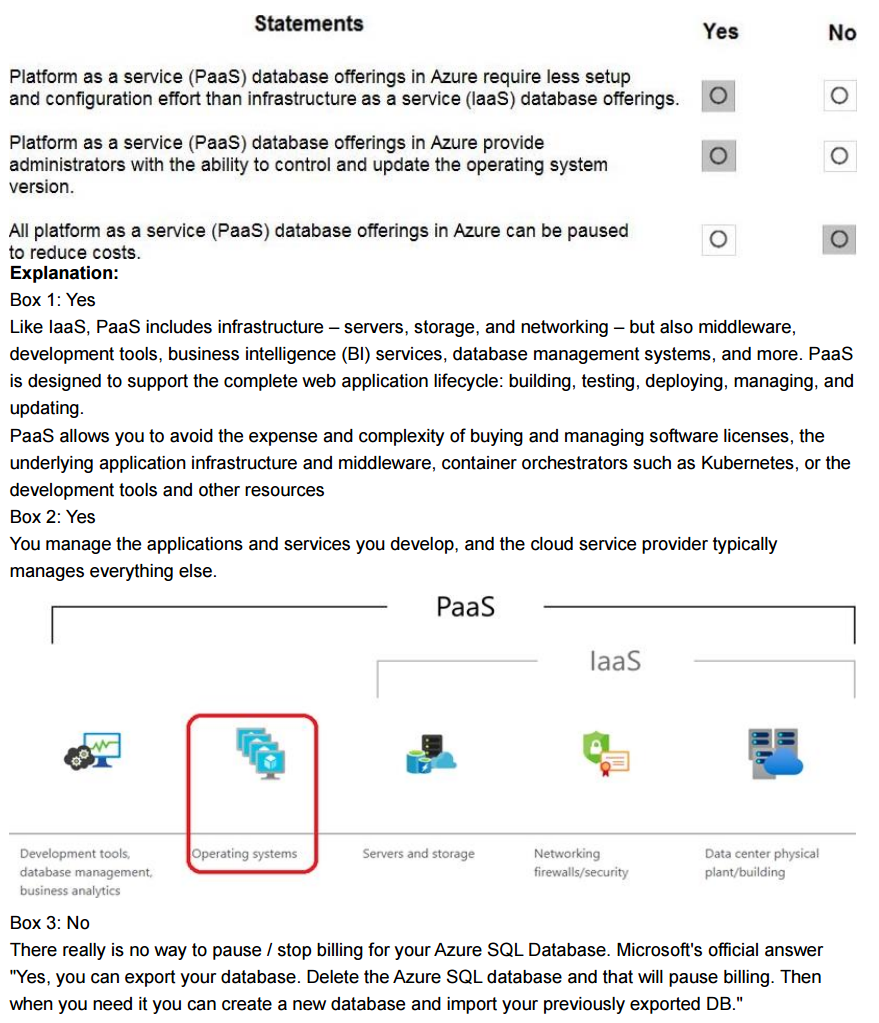 Statements
Yes
No
Platform as a service (PaaS) database offerings in Azure require less setup
and configuration effort than infrastructure as a service (IaaS) database offerings.
Platform as a service (PaaS) database offerings in Azure provide
administrators with the ability to control and update the operating system
version.
All platform as a service (PaaS) database offerings in Azure can be paused
to reduce costs.
Explanation:
Box 1: Yes
Like IaaS, PaaS includes infrastructure – servers, storage, and networking – but also middleware,
development tools, business intelligence (BI) services, database management systems, and more. PaaS
is designed to support the complete web application lifecycle: building, testing, deploying, managing, and
updating.
PaaS allows you to avoid the expense and complexity of buying and managing software licenses, the
underlying application infrastructure and middleware, container orchestrators such as Kubernetes, or the
development tools and other resources
Box 2: Yes
You manage the applications and services you develop, and the cloud service provider typically
manages everything else.
PaaS
IaaS
Development tools,
database management,
business analytics
Operating systems
Servers and storage
Networking
firewalls/security
Data center physical
plant/building
Box 3: No
There really is no way to pause / stop billing for your Azure SQL Database. Microsoft's official answer
"Yes, you can export your database. Delete the Azure SQL database and that will pause billing. Then
when you need it you can create a new database and import your previously exported DB."